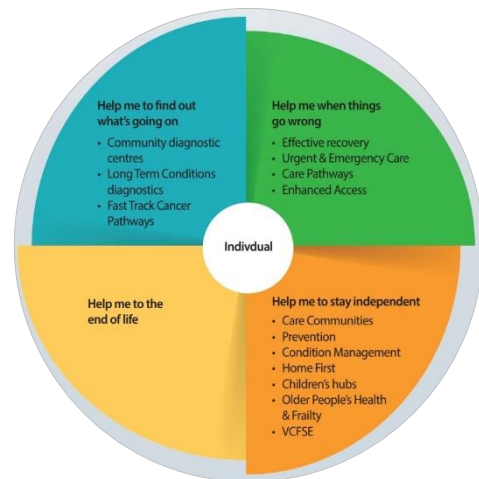 Help me to find out
what's going on
• Community diagnostic
centres
• Long Term Conditions
diagnostics
• Fast Track Cancer
Pathways
Help me when things
go wrong
• Effective recovery
• Urgent & Emergency Care
• Care Pathways
• Enhanced Access
Indivdual
Help me to the
end of life
Help me to stay independent
• Care Communities
• Prevention
• Condition Management
• Home First
• Children's hubs
• Older People's Health
& Frailty
• VCFSE